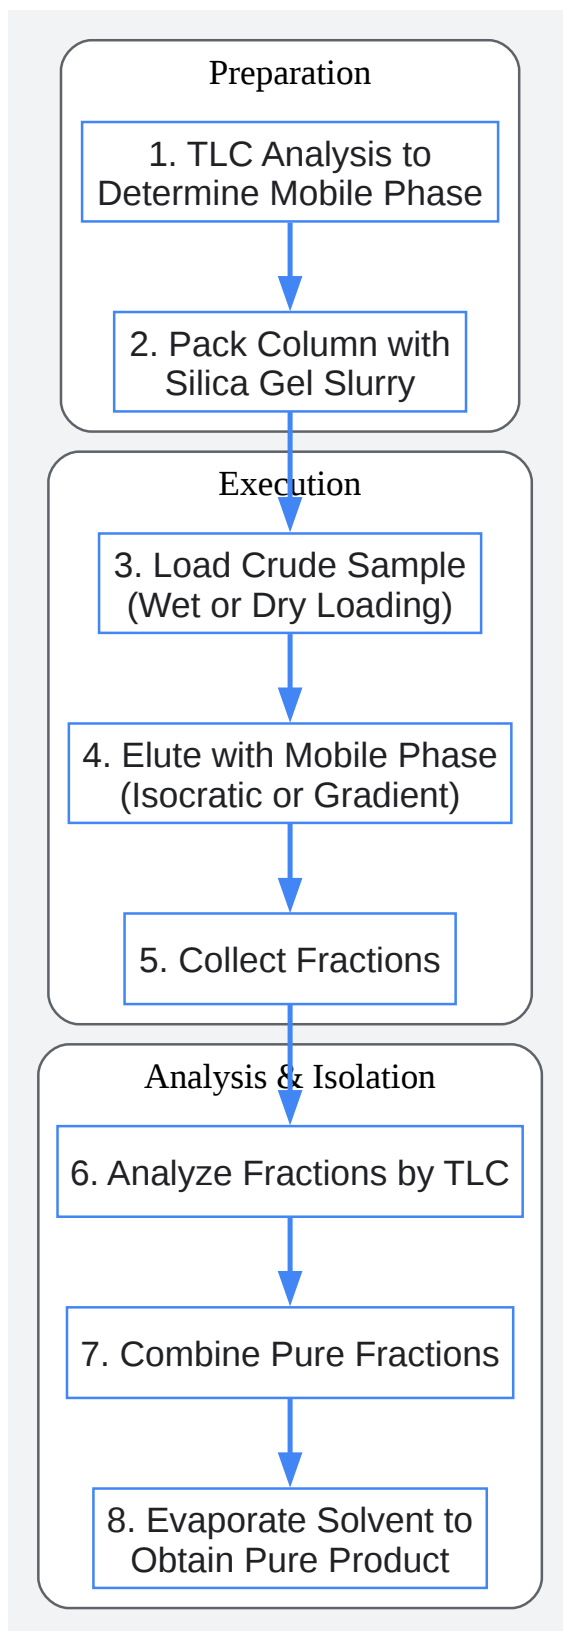 Preparation
1. TLC Analysis to
Determine Mobile Phase
2. Pack Column with
Silica Gel Slurry
Execution
3. Load Crude Sample
(Wet or Dry Loading)
4. Elute with Mobile Phase
(Isocratic or Gradient)
5. Collect Fractions
Analysis & Isolation
6. Analyze Fractions by TLC
7. Combine Pure Fractions
8. Evaporate Solvent to
Obtain Pure Product